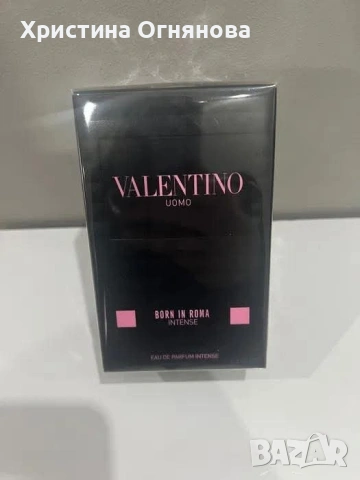 Христина Огнянова
VALENTINO
UOMO
BORN IN ROMA
INTENSE
EAU DE PARFUM INTENSE
BAZAR